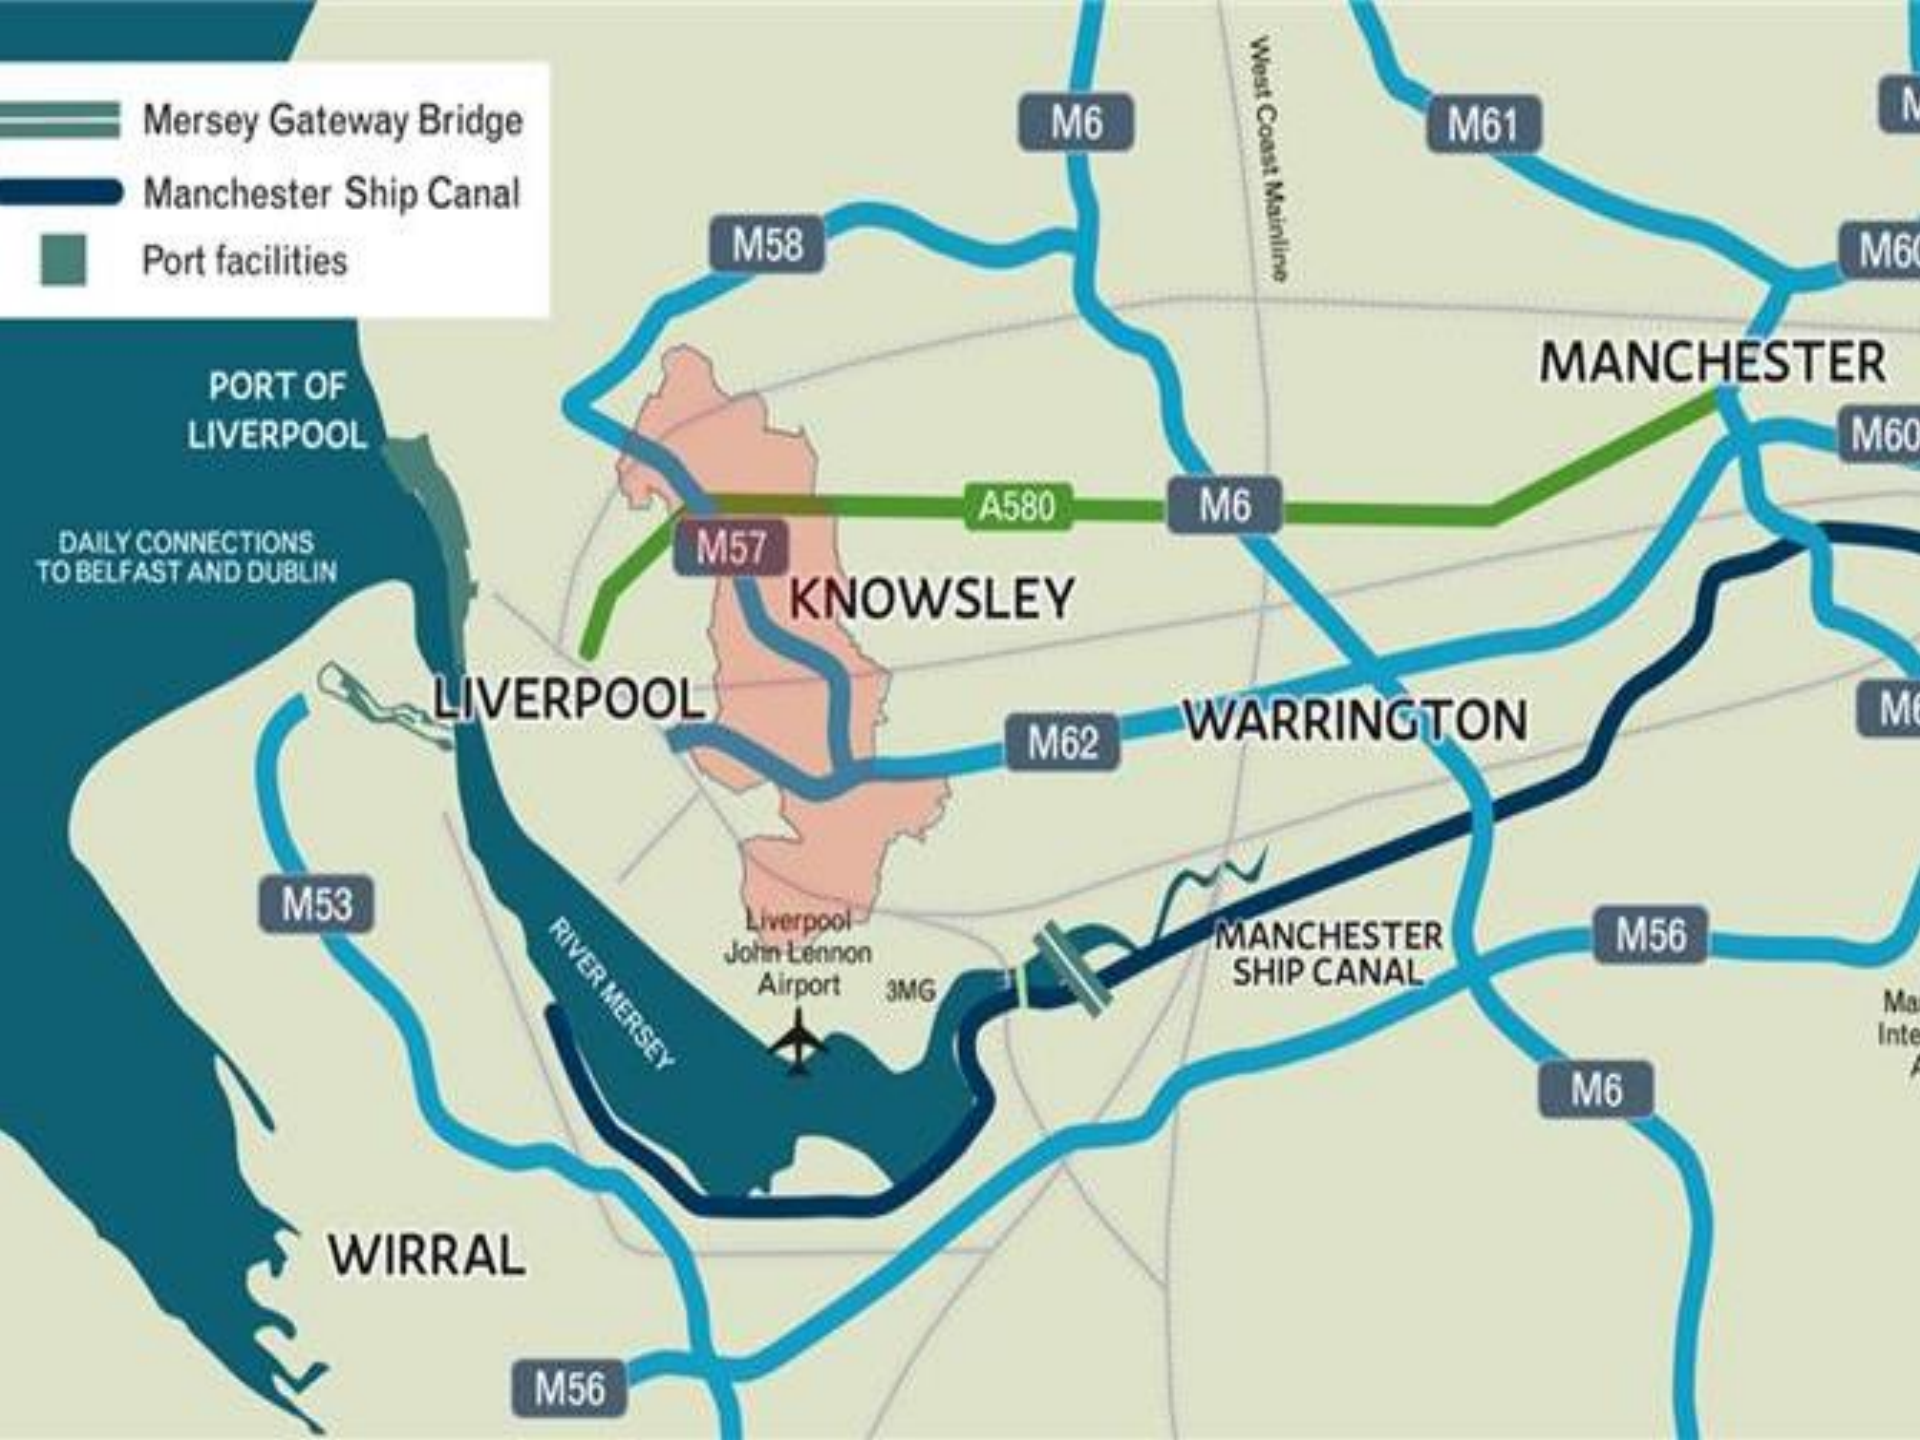 Mersey Gateway Bridge
Manchester Ship Canal
Port facilities
M6
West Coast Mainline
M61
M58
M60
MANCHESTER
PORT OF
LIVERPOOL
M60
A580
M6
DAILY CONNECTIONS
TO BELFAST AND DUBLIN
M57
KNOWSLEY
LIVERPOOL
M62
WARRINGTON
M53
Liverpool
John Lennon
Airport
3MG
RIVER MERSEY
MANCHESTER
SHIP CANAL
M56
M6
WIRRAL
M56